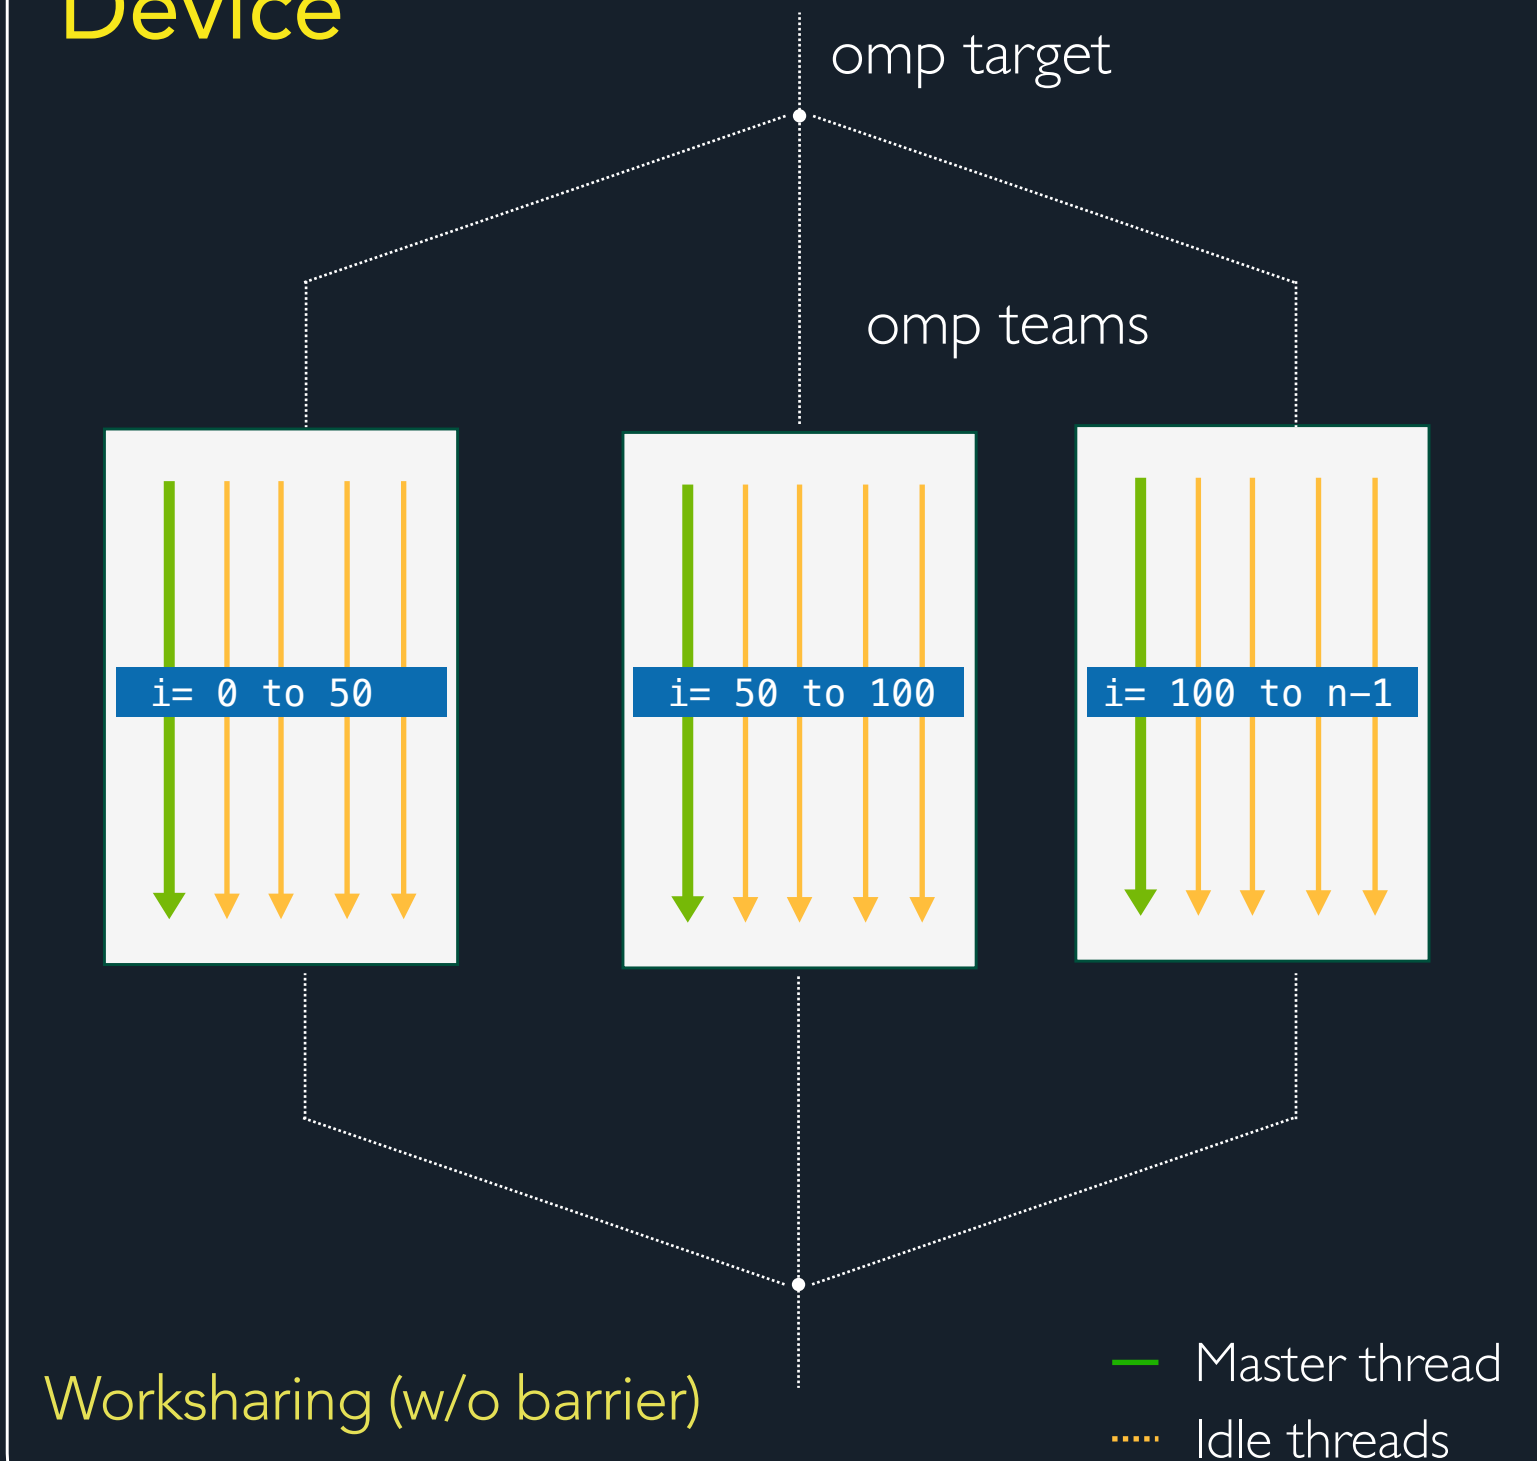 Device
omp target
omp teams
i= 0 to 50
i= 50 to 100
i= 100 to n-1
Worksharing (w/o barrier)
Master thread
Idle threads